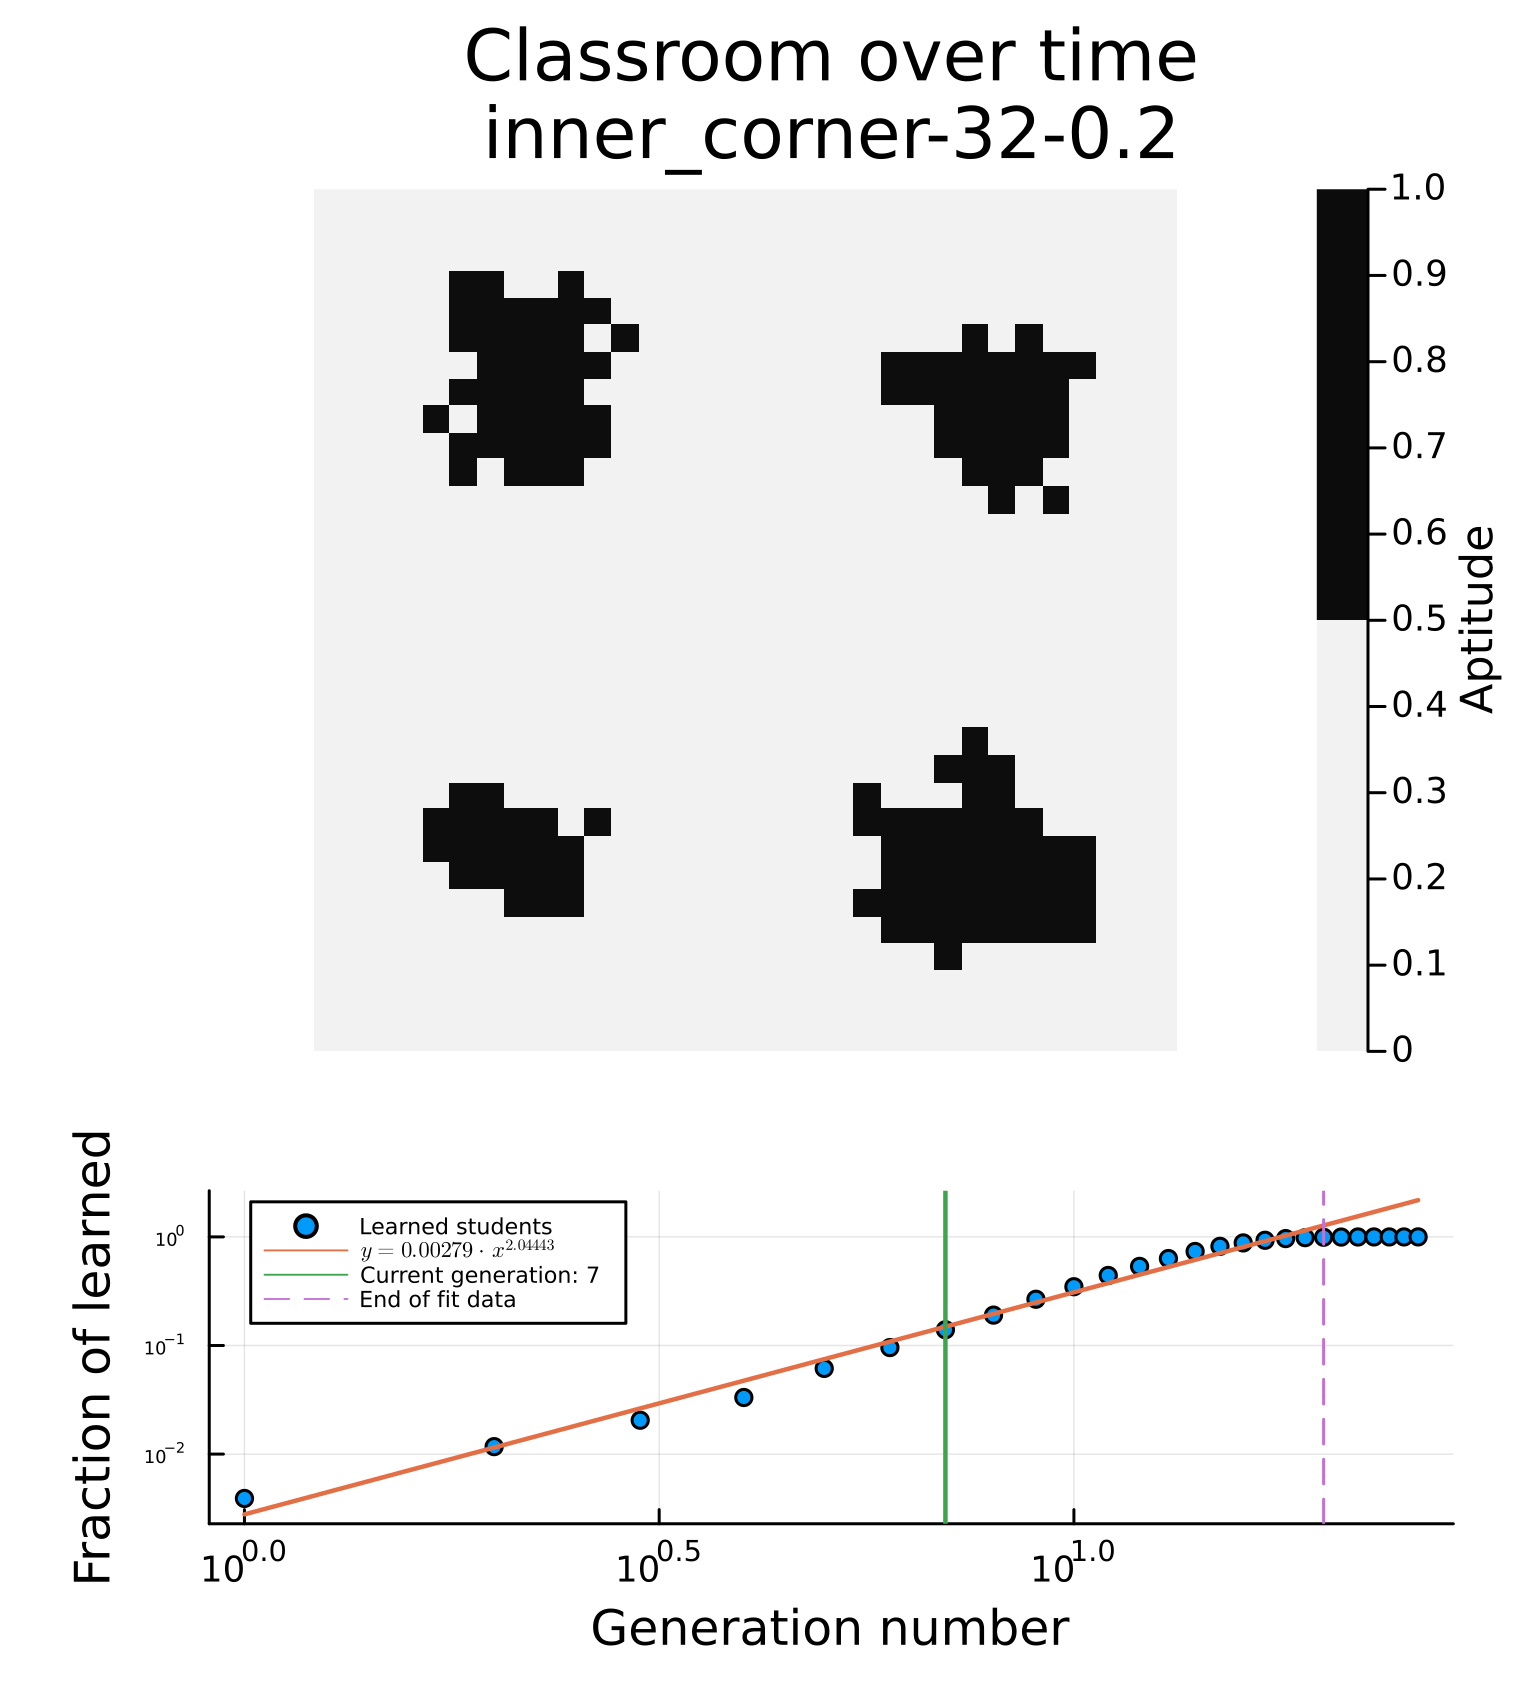 Classroom over time
inner_corner-32-0.2
1.0
0.9
0.8
0.7
0.6
0.5
0.4
0.3
0.2
0.1
0
Aptitude
Fraction of learned
10⁰
10⁻¹
10⁻²
Learned students
y = 0.00279 · x^2.04443
Current generation: 7
End of fit data
10^0.0
10^0.5
10^1.0
Generation number